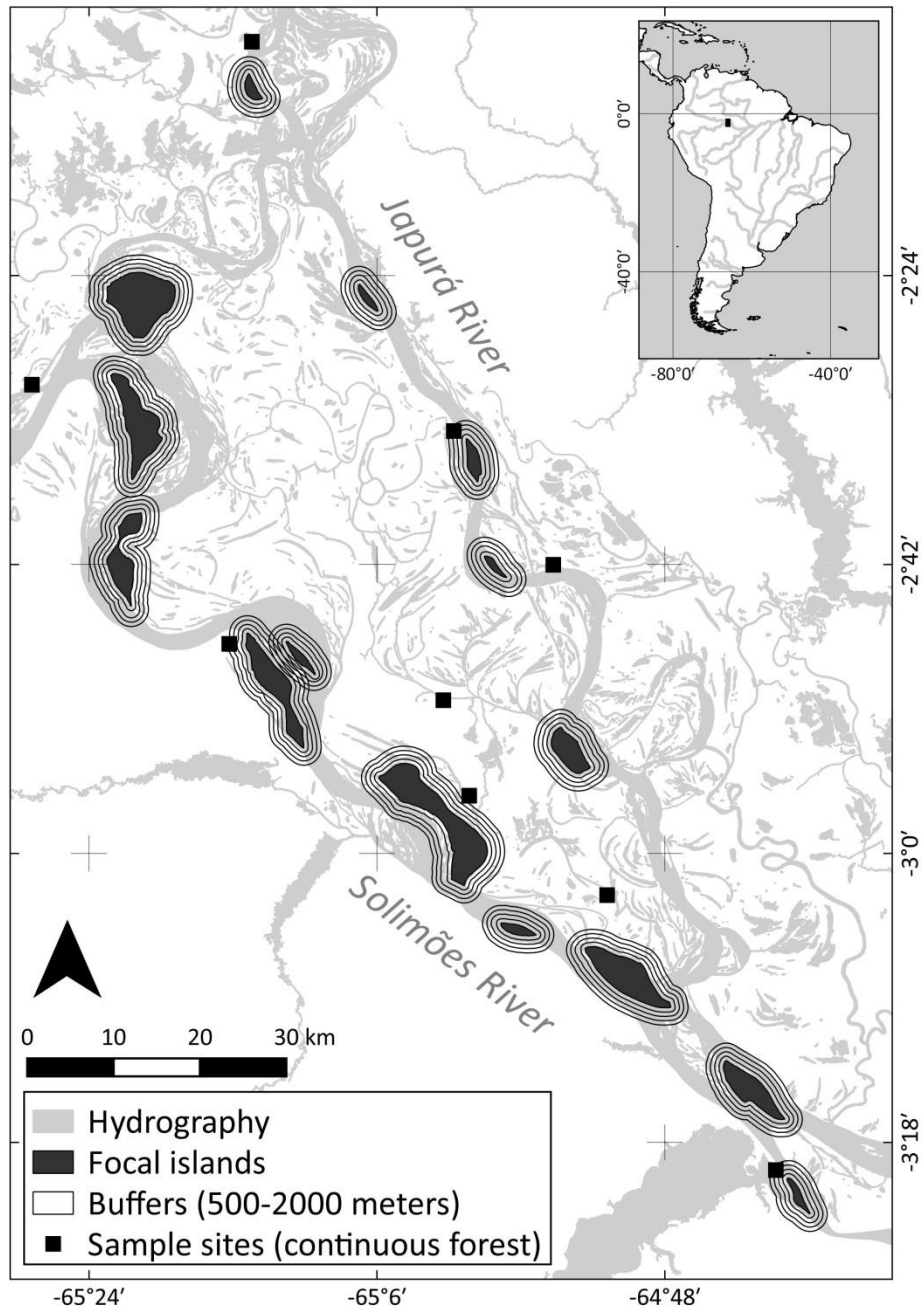 0°0′
-40°0′
-80°0′
-40°0′
Japurá River
-2°24′
-2°42′
-3°0′
Solimões River
0
10
20
30 km
Hydrography
Focal islands
Buffers (500-2000 meters)
Sample sites (continuous forest)
-3°18′
-65°24′
-65°6′
-64°48′